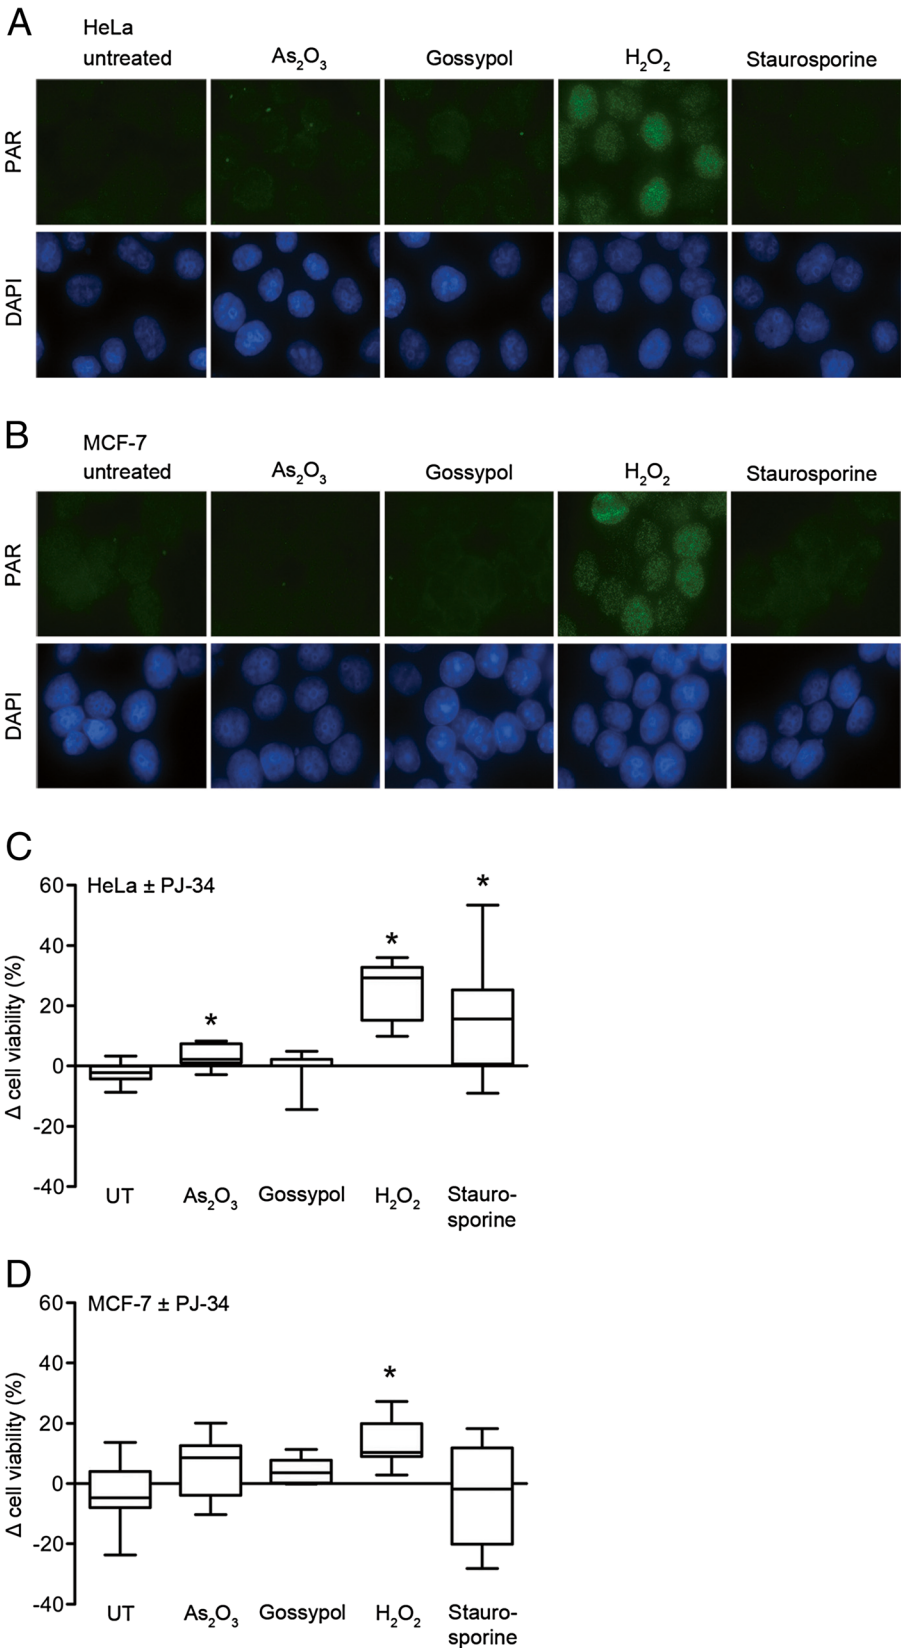 A
HeLa
untreated
As₂O₃
Gossypol
H₂O₂
Staurosporine
PAR
DAPI
B
MCF-7
untreated
As₂O₃
Gossypol
H₂O₂
Staurosporine
PAR
DAPI
C
HeLa ± PJ-34
Δ cell viability (%)
60
40
20
0
-20
-40
*
*
*
UT
As₂O₃
Gossypol
H₂O₂
Stauro-
sporine
D
MCF-7 ± PJ-34
Δ cell viability (%)
60
40
20
0
-20
-40
*
UT
As₂O₃
Gossypol
H₂O₂
Stauro-
sporine